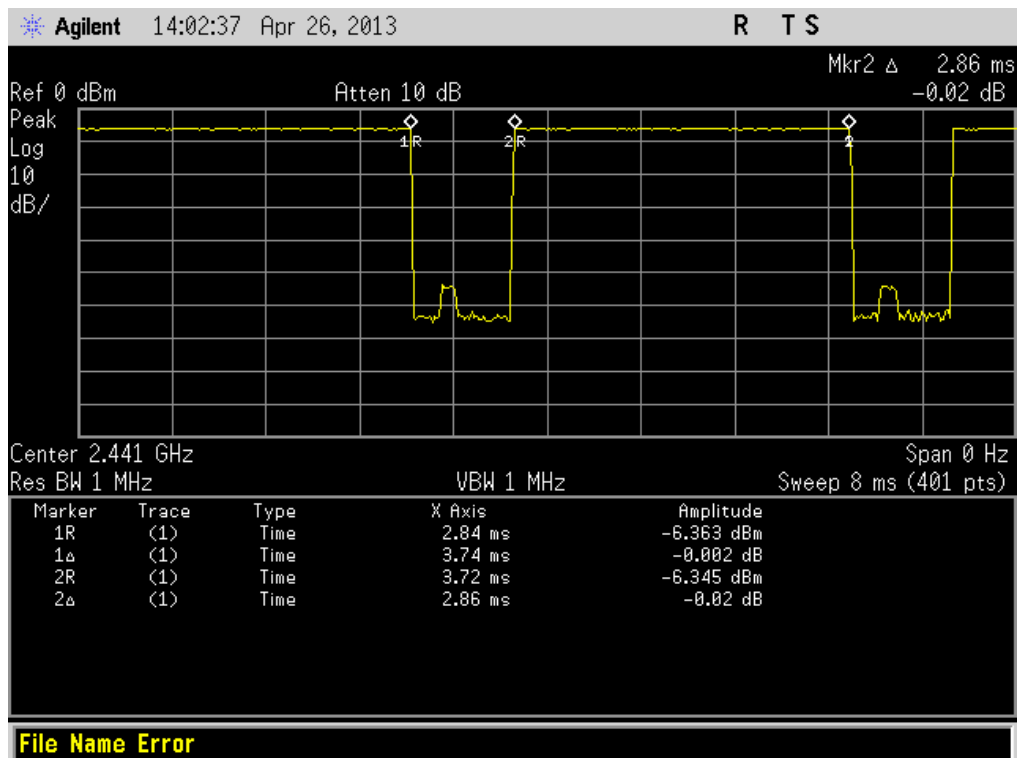 Agilent 14:02:37 Apr 26, 2013 R T S
Mkr2 Δ 2.86 ms
Ref 0 dBm Atten 10 dB -0.02 dB
Peak
Log
10
dB/
1R 2R 2
Center 2.441 GHz Span 0 Hz
Res BW 1 MHz VBW 1 MHz Sweep 8 ms (401 pts)
Marker Trace Type X Axis Amplitude
1R (1) Time 2.84 ms -6.363 dBm
1Δ (1) Time 3.74 ms -0.002 dB
2R (1) Time 3.72 ms -6.345 dBm
2Δ (1) Time 2.86 ms -0.02 dB
File Name Error